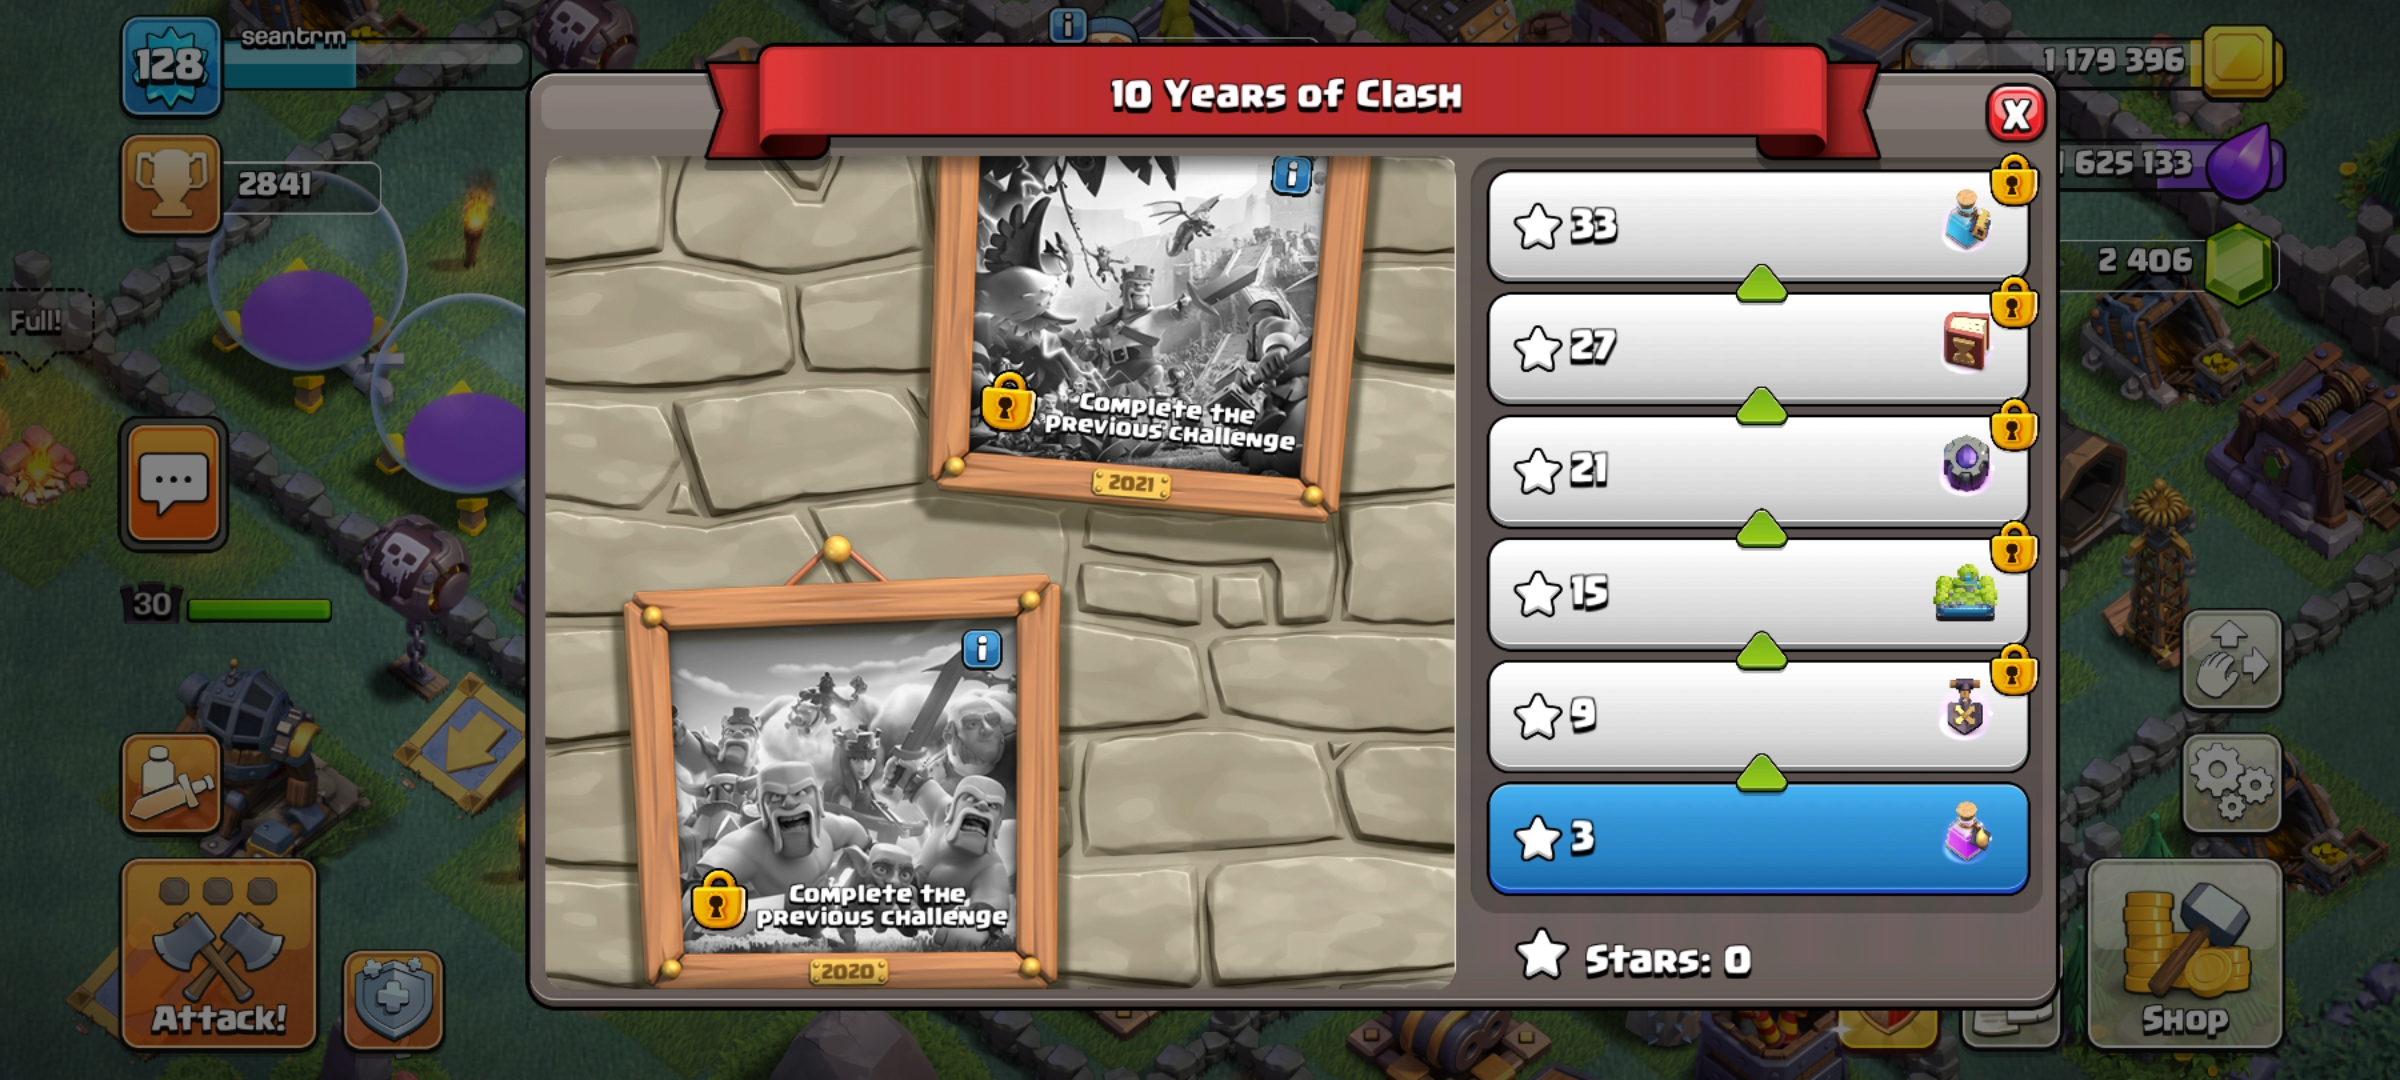 seantrm
128
10 Years of Clash
X
1 179 396
2841
625 133
2 406
Full!
30
Attack!
i
Complete the
previous challenge
2021
i
Complete the
previous challenge
2020
33
27
21
15
9
3
Stars: 0
i
Shop